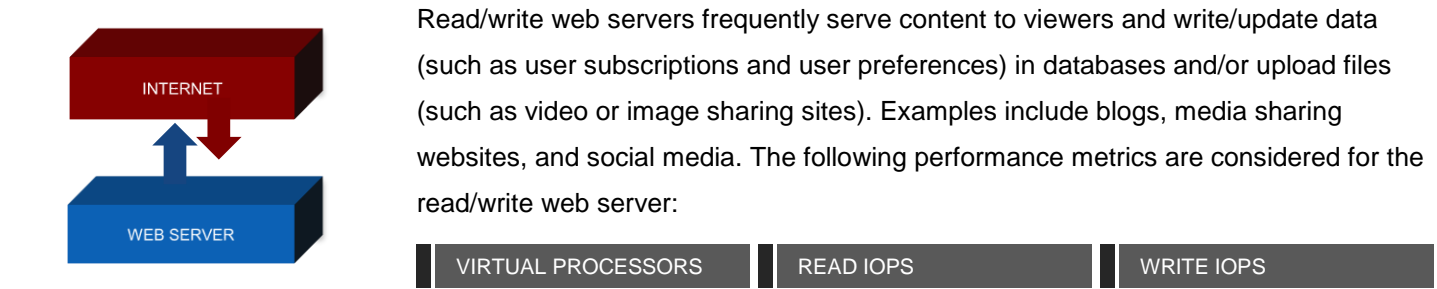 INTERNET
WEB SERVER
Read/write web servers frequently serve content to viewers and write/update data
(such as user subscriptions and user preferences) in databases and/or upload files
(such as video or image sharing sites). Examples include blogs, media sharing
websites, and social media. The following performance metrics are considered for the
read/write web server:
VIRTUAL PROCESSORS
READ IOPS
WRITE IOPS